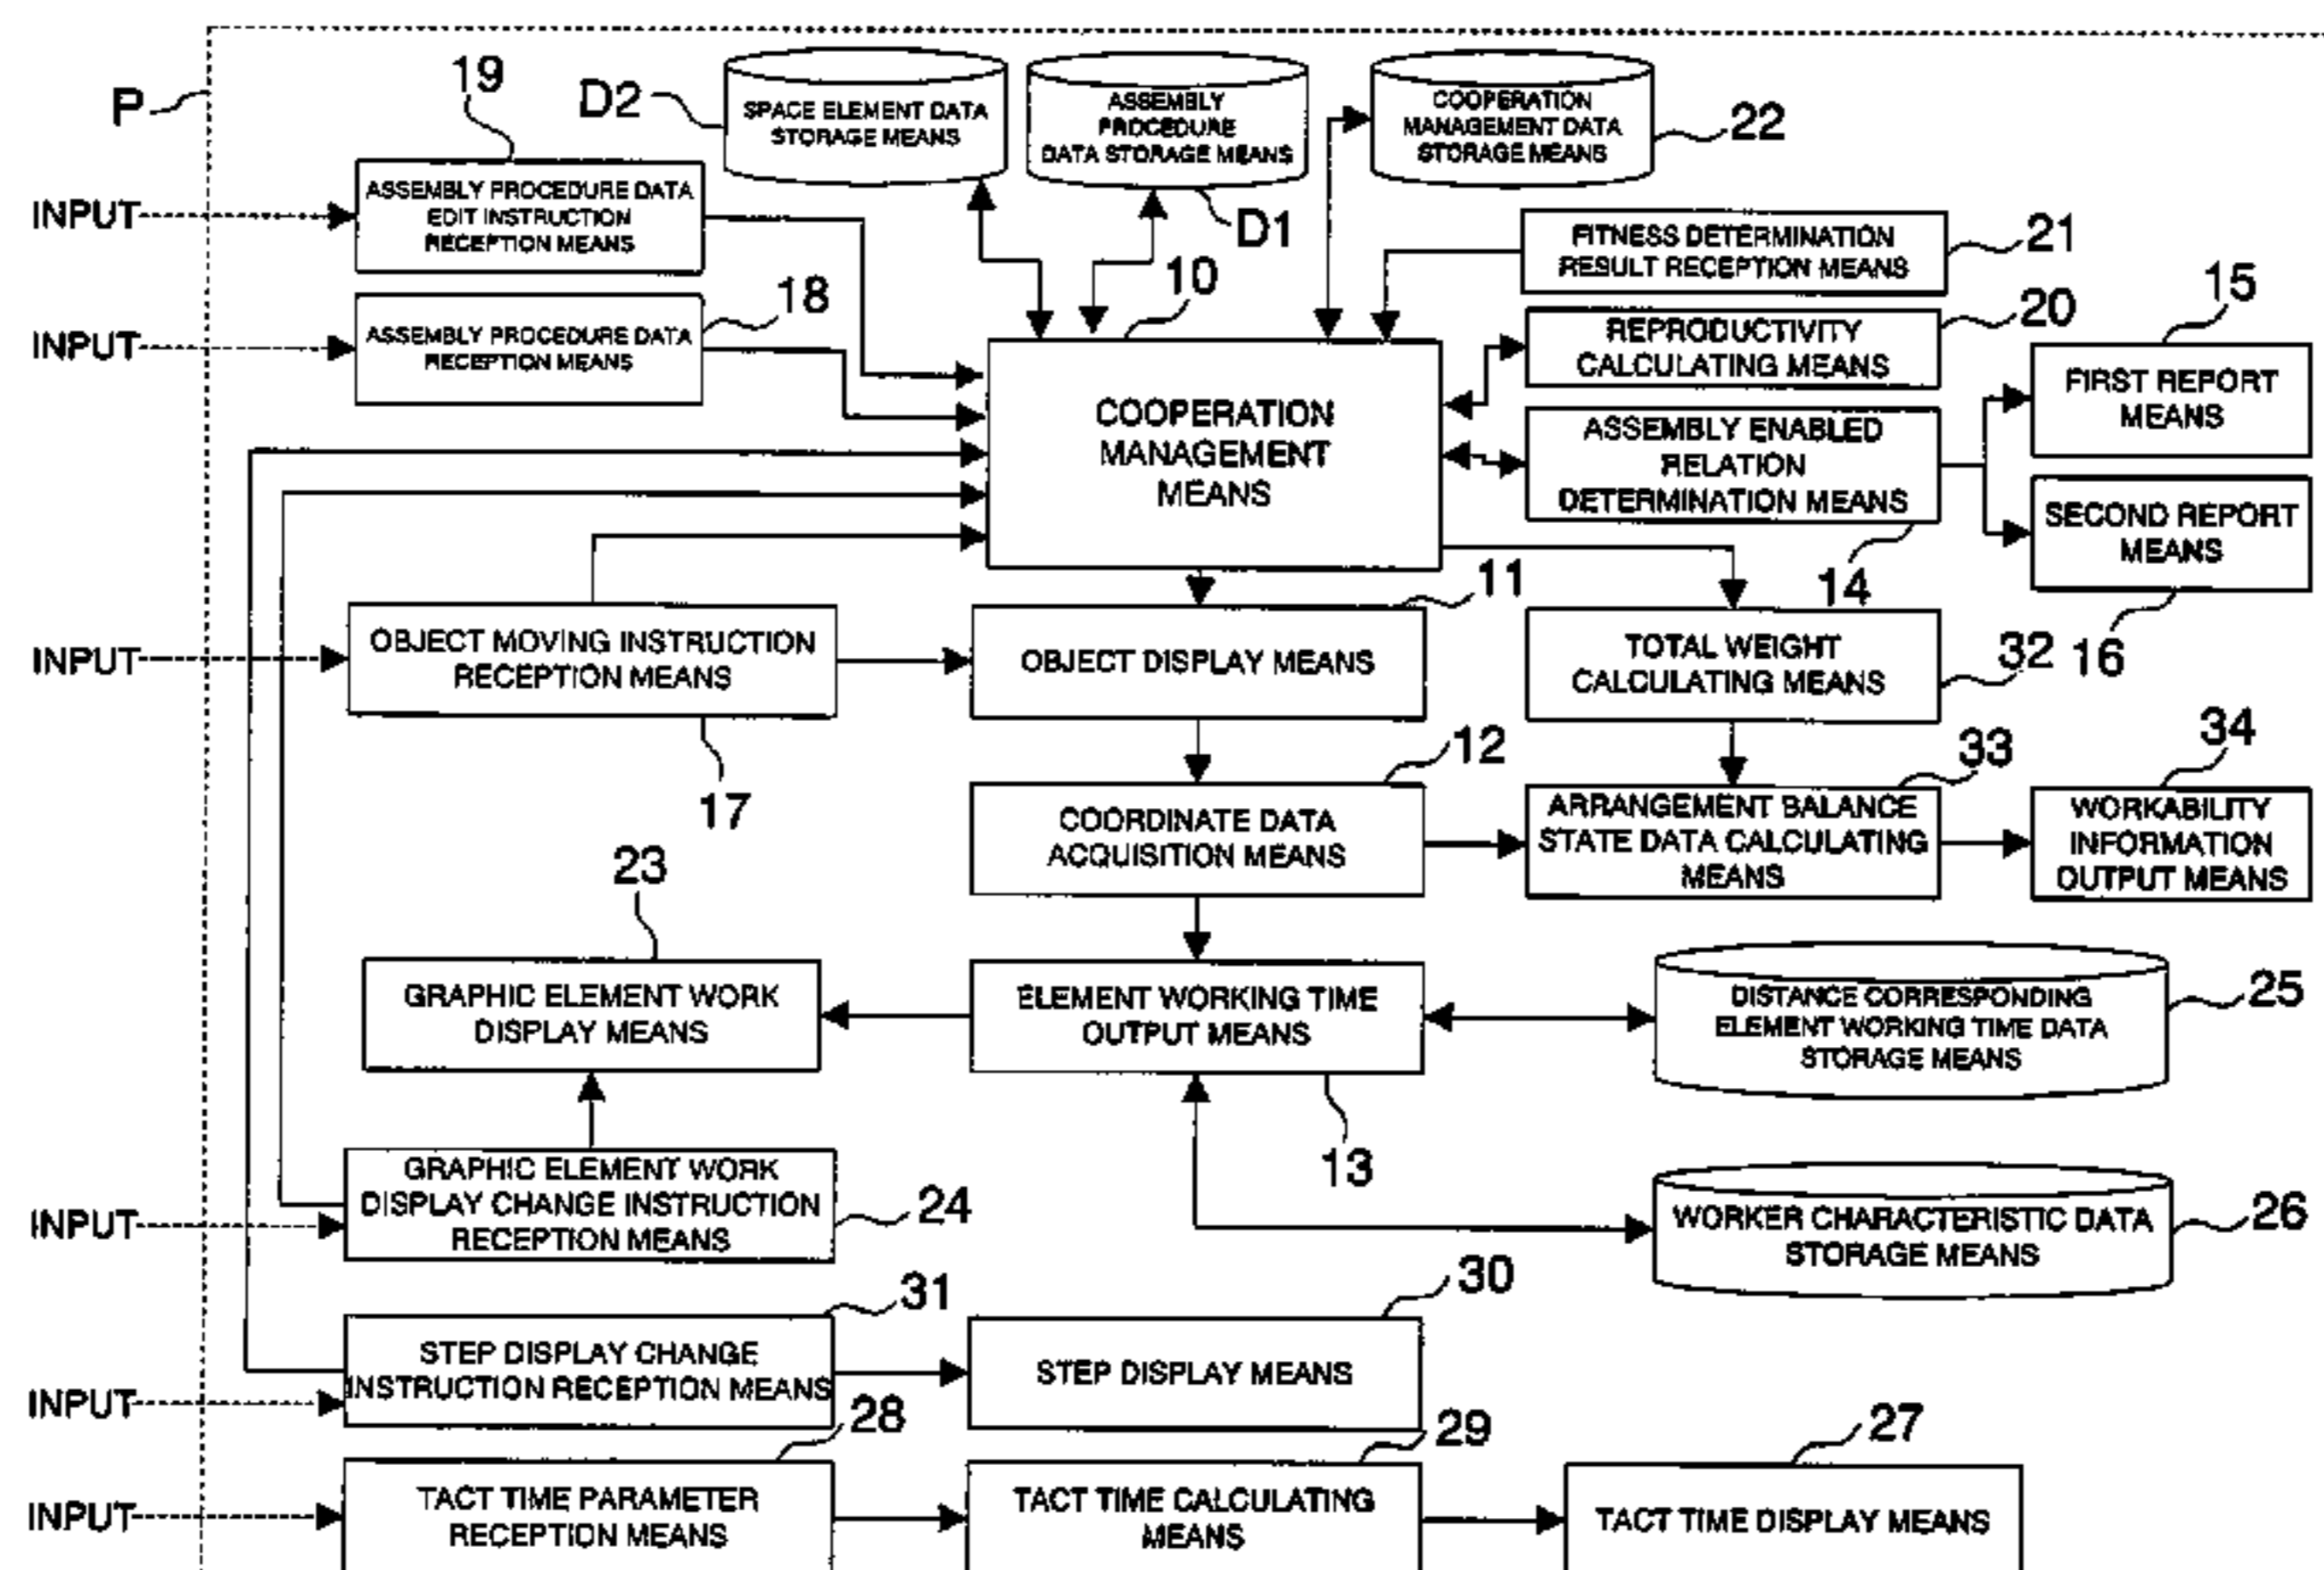 P
19
D2
SPACE ELEMENT DATA
STORAGE MEANS
ASSEMBLY
PROCEDURE
DATA STORAGE MEANS
D1
COOPERATION
MANAGEMENT DATA
STORAGE MEANS
22
INPUT
ASSEMBLY PROCEDURE DATA
EDIT INSTRUCTION
RECEPTION MEANS
FITNESS DETERMINATION
RESULT RECEPTION MEANS
21
INPUT
ASSEMBLY PROCEDURE DATA
RECEPTION MEANS
18
10
COOPERATION
MANAGEMENT
MEANS
REPRODUCTIVITY
CALCULATING MEANS
20
15
FIRST REPORT
MEANS
ASSEMBLY ENABLED
RELATION
DETERMINATION MEANS
14
SECOND REPORT
MEANS
16
INPUT
OBJECT MOVING INSTRUCTION
RECEPTION MEANS
17
11
OBJECT DISPLAY MEANS
TOTAL WEIGHT
CALCULATING MEANS
32
12
COORDINATE DATA
ACQUISITION MEANS
33
ARRANGEMENT BALANCE
STATE DATA CALCULATING
MEANS
34
WORKABILITY
INFORMATION
OUTPUT MEANS
23
GRAPHIC ELEMENT WORK
DISPLAY MEANS
ELEMENT WORKING TIME
OUTPUT MEANS
13
DISTANCE CORRESPONDING
ELEMENT WORKING TIME DATA
STORAGE MEANS
25
INPUT
GRAPHIC ELEMENT WORK
DISPLAY CHANGE INSTRUCTION
RECEPTION MEANS
24
WORKER CHARACTERISTIC DATA
STORAGE MEANS
26
INPUT
31
STEP DISPLAY CHANGE
INSTRUCTION RECEPTION MEANS
30
STEP DISPLAY MEANS
INPUT
28
TACT TIME PARAMETER
RECEPTION MEANS
29
TACT TIME CALCULATING
MEANS
27
TACT TIME DISPLAY MEANS